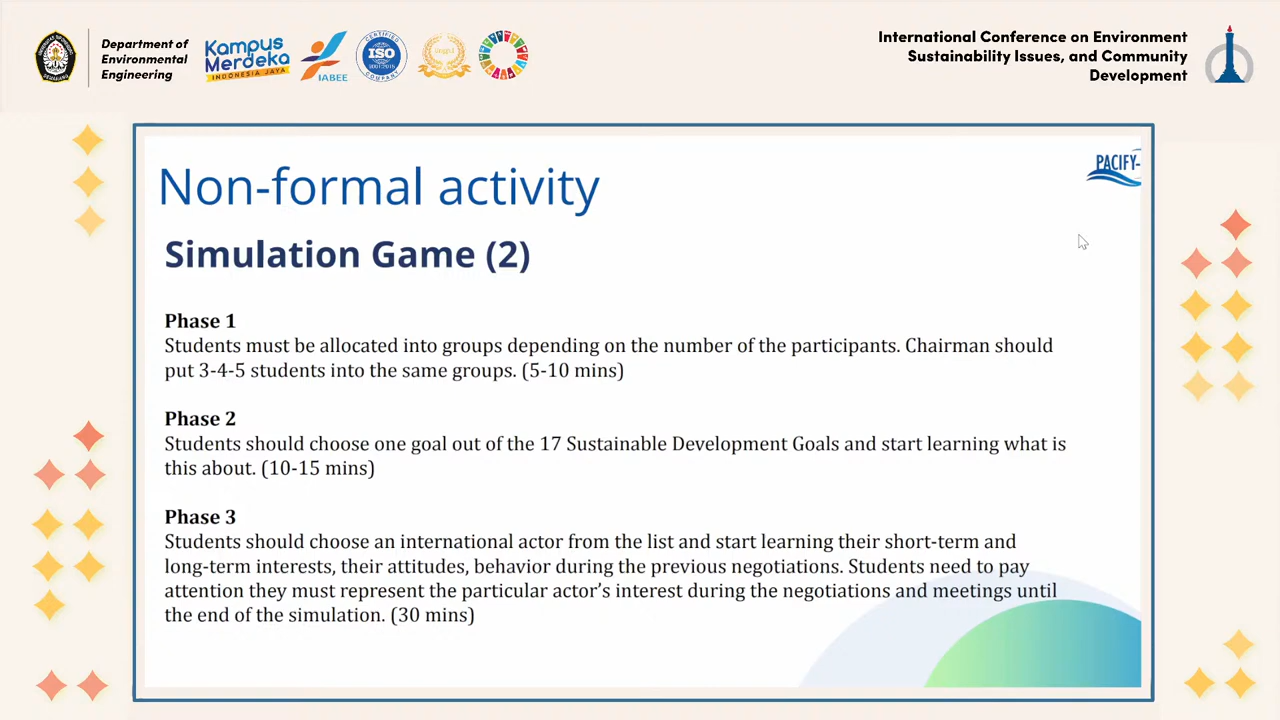 Department of
Environmental
Engineering
Kampus
Merdeka
INDONESIA JAYA
IABEE
CERTIFIED
ISO
9001:2015
COMPANY
International Conference on Environment
Sustainability Issues, and Community
Development
PACIFY-
Non-formal activity
Simulation Game (2)
Phase 1
Students must be allocated into groups depending on the number of the participants. Chairman should
put 3-4-5 students into the same groups. (5-10 mins)
Phase 2
Students should choose one goal out of the 17 Sustainable Development Goals and start learning what is
this about. (10-15 mins)
Phase 3
Students should choose an international actor from the list and start learning their short-term and
long-term interests, their attitudes, behavior during the previous negotiations. Students need to pay
attention they must represent the particular actor’s interest during the negotiations and meetings until
the end of the simulation. (30 mins)